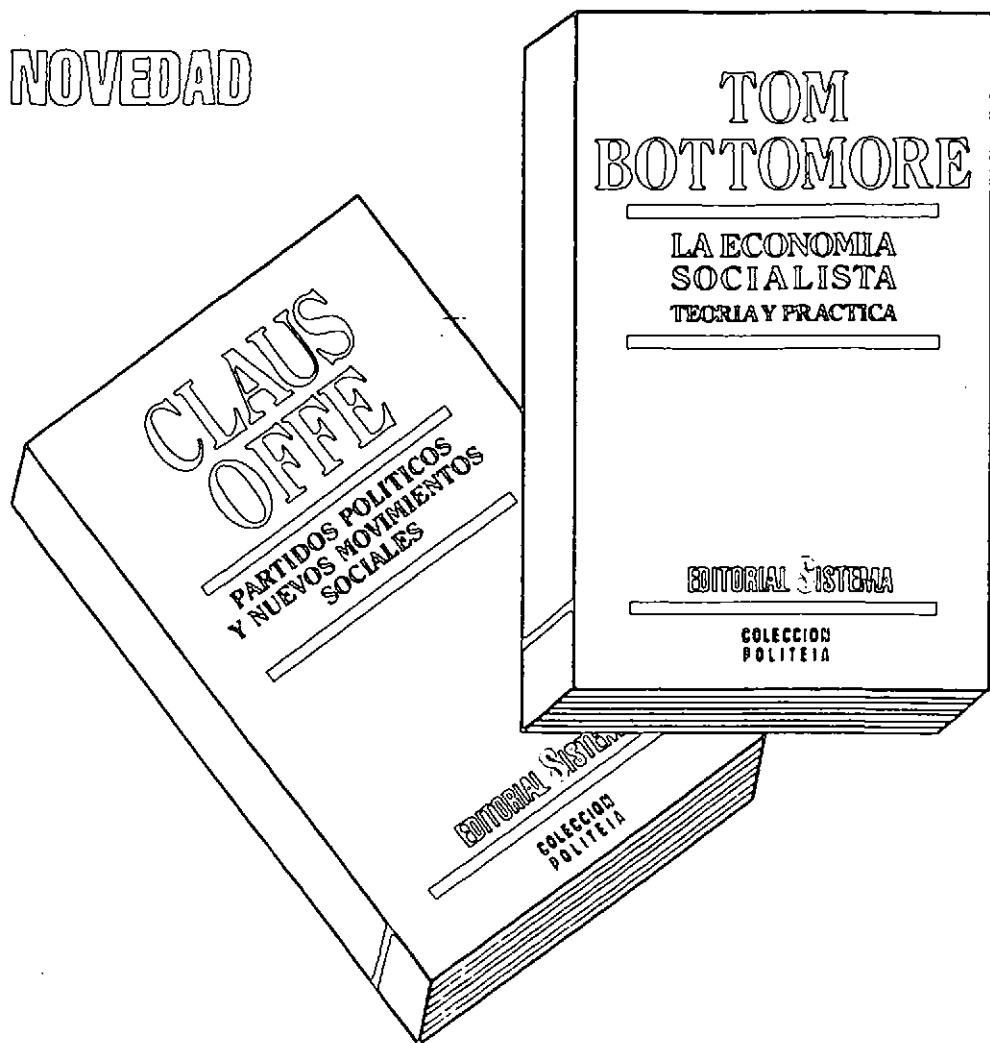 NOVEDAD
TOM
BOTTOMORE
LA ECONOMIA
SOCIALISTA
TEORIA Y PRACTICA
EDITORIAL SISTEMA
COLECCION
POLITEIA
CLAUS
OFFE
PARTIDOS POLITICOS
Y NUEVOS MOVIMIENTOS
SOCIALES
EDITORIAL SISTEMA
COLECCION
POLITEIA